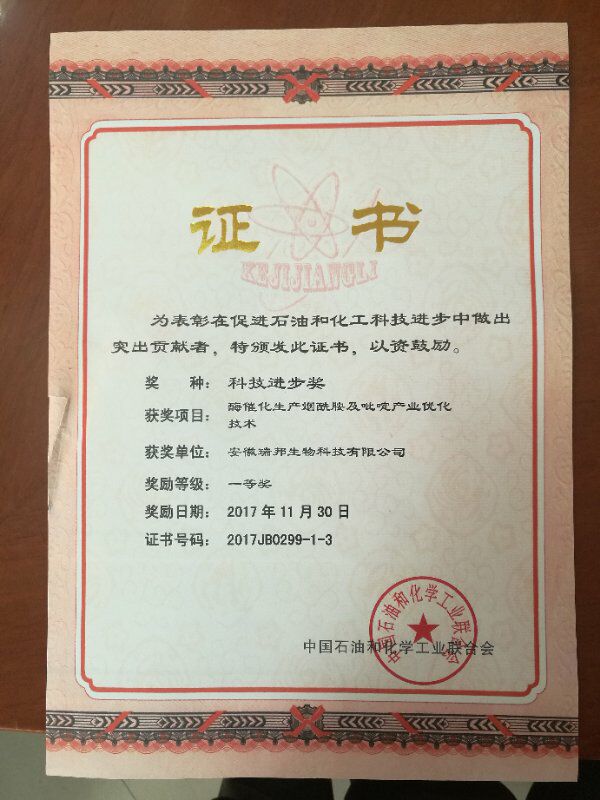 证 书
KEJIJIANGLI
为表彰在促进石油和化工科技进步中做出
突出贡献者，特颁发此证书，以资鼓励。
奖 种：科技进步奖
获奖项目：酶催化生产烟酰胺及吡啶产业优化
技术
获奖单位：安徽瑞邦生物科技有限公司
奖励等级：一等奖
奖励日期：2017 年 11 月 30 日
证书号码：2017JB0299-1-3
中国石油和化学工业联合会
中国石油和化学工业联合会